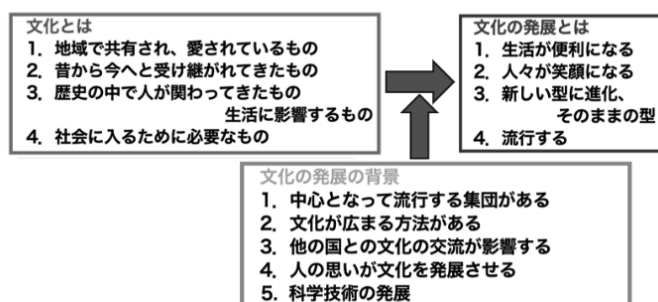 文化とは
1. 地域で共有され、愛されているもの
2. 昔から今へと受け継がれてきたもの
3. 歴史の中で人が関わってきたもの
生活に影響するもの
4. 社会に入るために必要なもの
文化の発展とは
1. 生活が便利になる
2. 人々が笑顔になる
3. 新しい型に進化、
そのままの型
4. 流行する
文化の発展の背景
1. 中心となって流行する集団がある
2. 文化が広まる方法がある
3. 他の国との文化の交流が影響する
4. 人の思いが文化を発展させる
5. 科学技術の発展